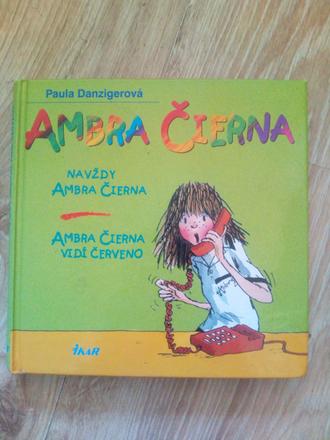 Paula Danzigerová
AMBRA ČIERNA
NAVŽDY
AMBRA ČIERNA
AMBRA ČIERNA
VIDÍ ČERVENO
IKAR